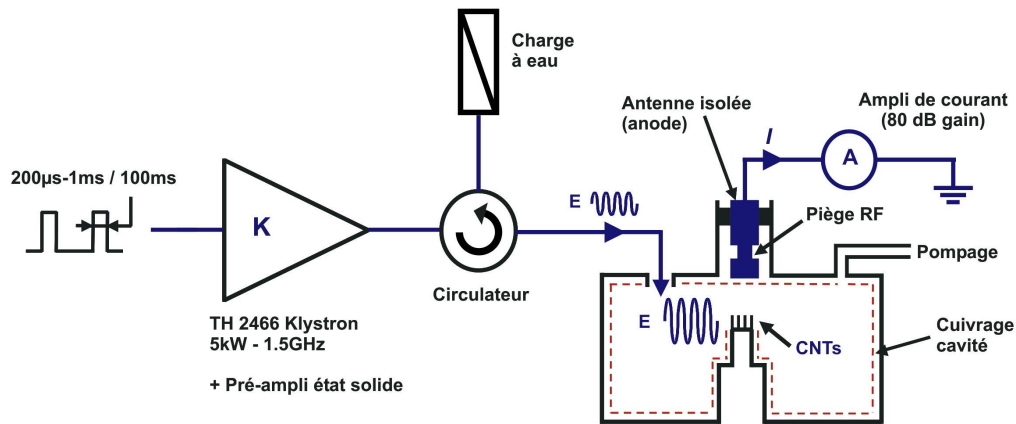 Charge
à eau
Antenne isolée
(anode)
Ampli de courant
(80 dB gain)
I
A
200µs-1ms / 100ms
K
E
Piège RF
Pompage
Circulateur
TH 2466 Klystron
5kW - 1.5GHz
+ Pré-ampli état solide
E
CNTs
Cuivrage
cavité